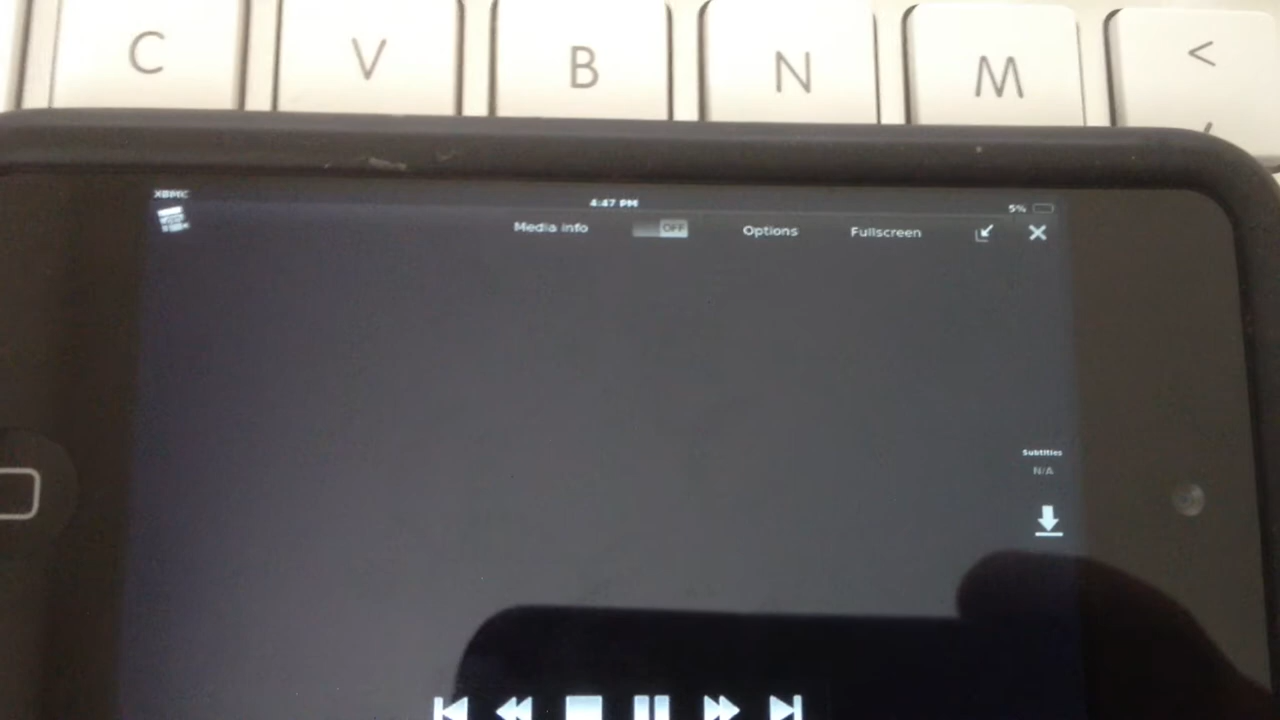 C V B N M <
XBMC 4:47 PM 5%
Media info OFF Options Fullscreen
Subtitles
N/A